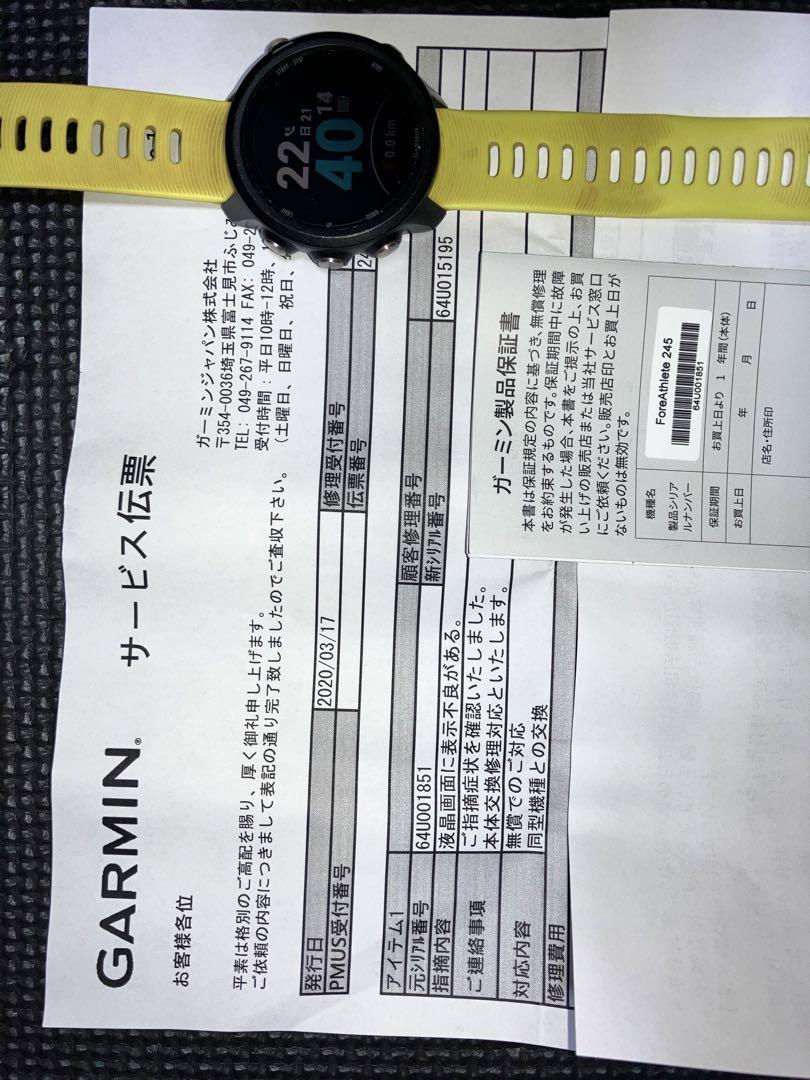 GARMIN®
サービス伝票
お客様各位
ガーミンジャパン株式会社
〒354-0036埼玉県富士見市ふじみ
TEL: 049-267-9114 FAX: 049-2
受付時間：平日10時~12時、1
（土曜日、日曜日、祝日、
平素は格別のご高配を賜り、厚く御礼申し上げます。
ご依頼の内容につきまして表記の通り完了致しましたのでご査収下さい。
発行日 2020/03/17 修理受付番号
PMUS受付番号 伝票番号 24
アイテム1
元ｼﾘｱﾙ番号 64U001851 顧客修理番号
指摘内容 液晶画面に表示不良がある。 新ｼﾘｱﾙ番号 64U015195
ご連絡事項 ご指摘症状を確認いたしました。
本体交換修理対応といたします。
対応内容 無償でのご対応
同型機種との交換
修理費用
START · STOP
BACK
LIGHT
DOWN
22 日 21
40 14
0.0 km
GARMIN
ガーミン製品保証書
本書は保証規定の内容に基づき、無償修理
をお約束するものです。保証期間中に故障
が発生した場合、本書をご提示の上、お買
い上げの販売店または当社サービス窓口
にご依頼ください。販売店印とお買上日が
ないものは無効です。
機種名 ForeAthlete 245
製品シリア
ルナンバー 64U001851
保証期間 お買上日より 1 年間(本体)
お買上日 年 月 日
店名・住所印